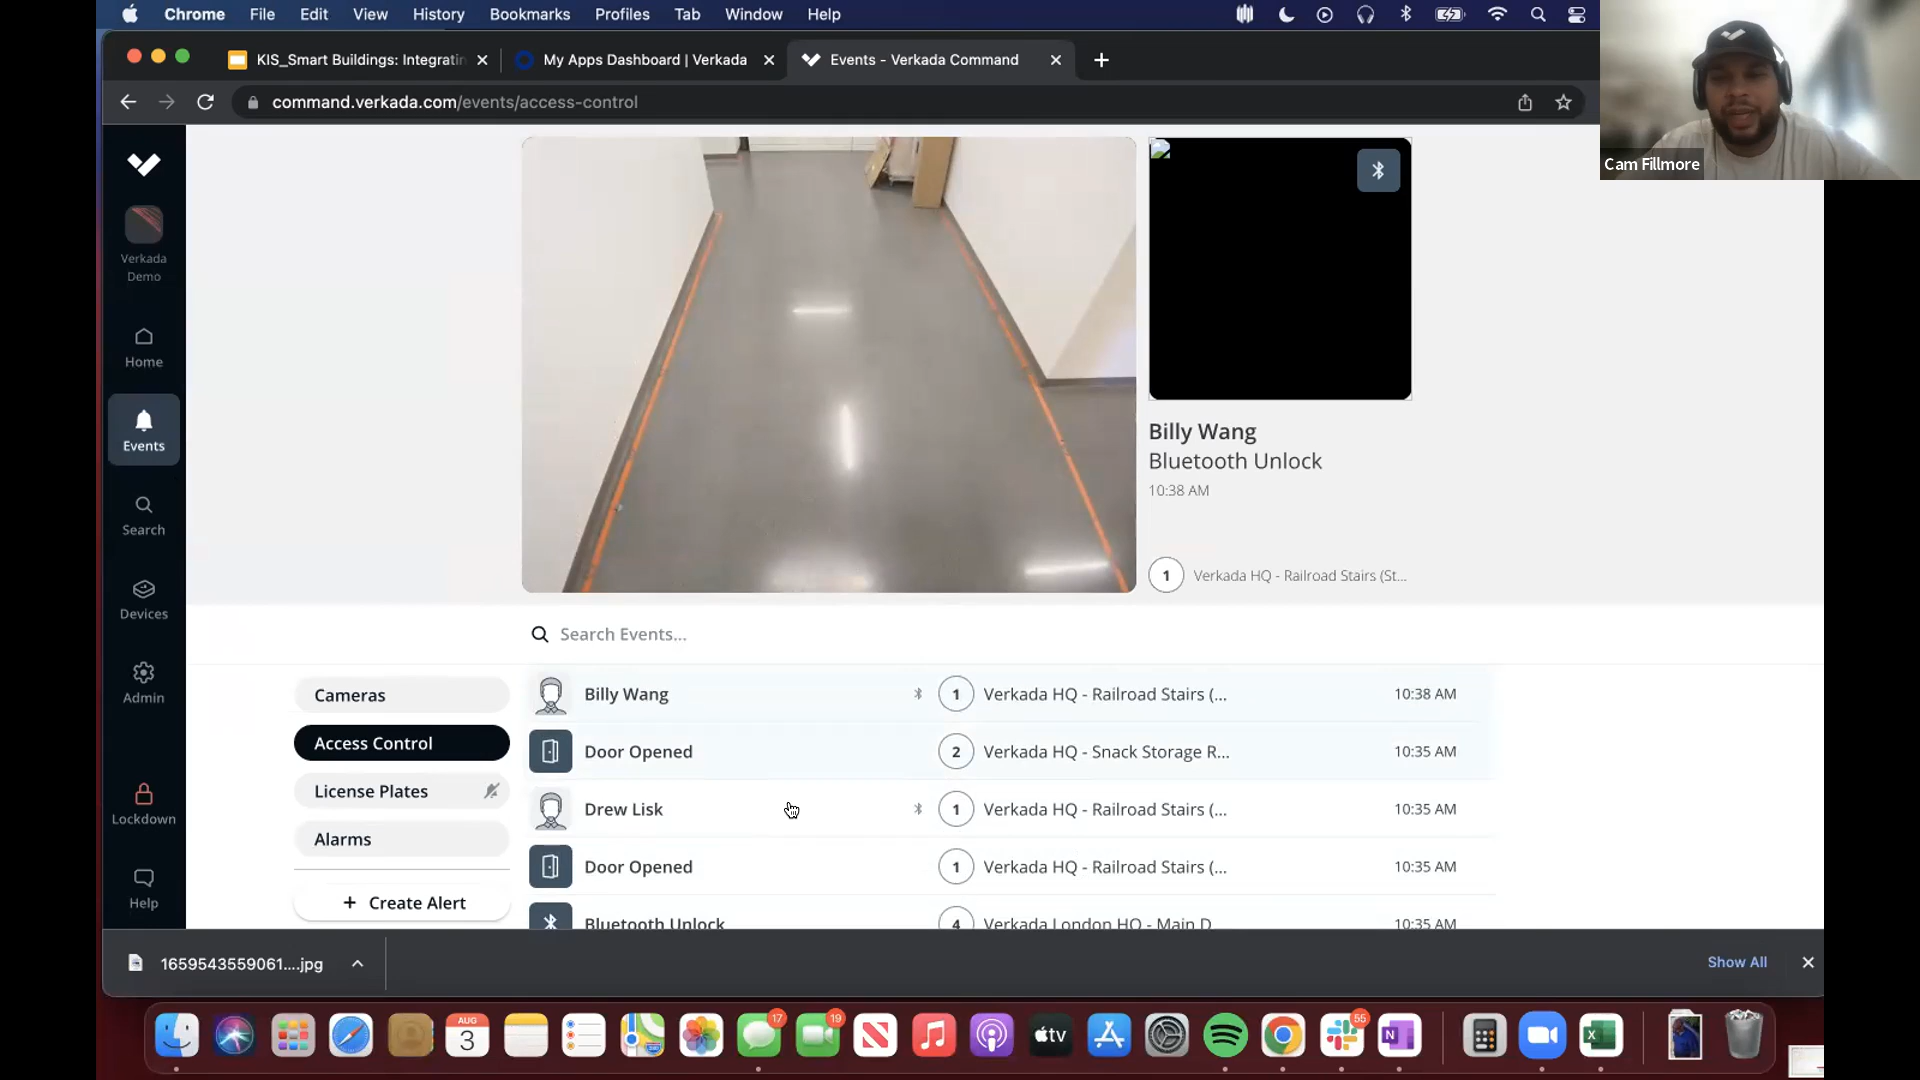 Chrome File Edit View History Bookmarks Profiles Tab Window Help
KIS_Smart Buildings: Integratin My Apps Dashboard | Verkada Events - Verkada Command
command.verkada.com/events/access-control
Cam Fillmore
Verkada
Demo
Home
Events
Search
Devices
Admin
Lockdown
Help
Billy Wang
Bluetooth Unlock
10:38 AM
1 Verkada HQ - Railroad Stairs (St...
Search Events...
Cameras
Access Control
License Plates
Alarms
+ Create Alert
Billy Wang 1 Verkada HQ - Railroad Stairs (... 10:38 AM
Door Opened 2 Verkada HQ - Snack Storage R... 10:35 AM
Drew Lisk 1 Verkada HQ - Railroad Stairs (... 10:35 AM
Door Opened 1 Verkada HQ - Railroad Stairs (... 10:35 AM
Bluetooth Unlock 4 Verkada London HQ - Main D 10:35 AM
1659543559061....jpg Show All
AUG
3
17
19
tv
55
N
X